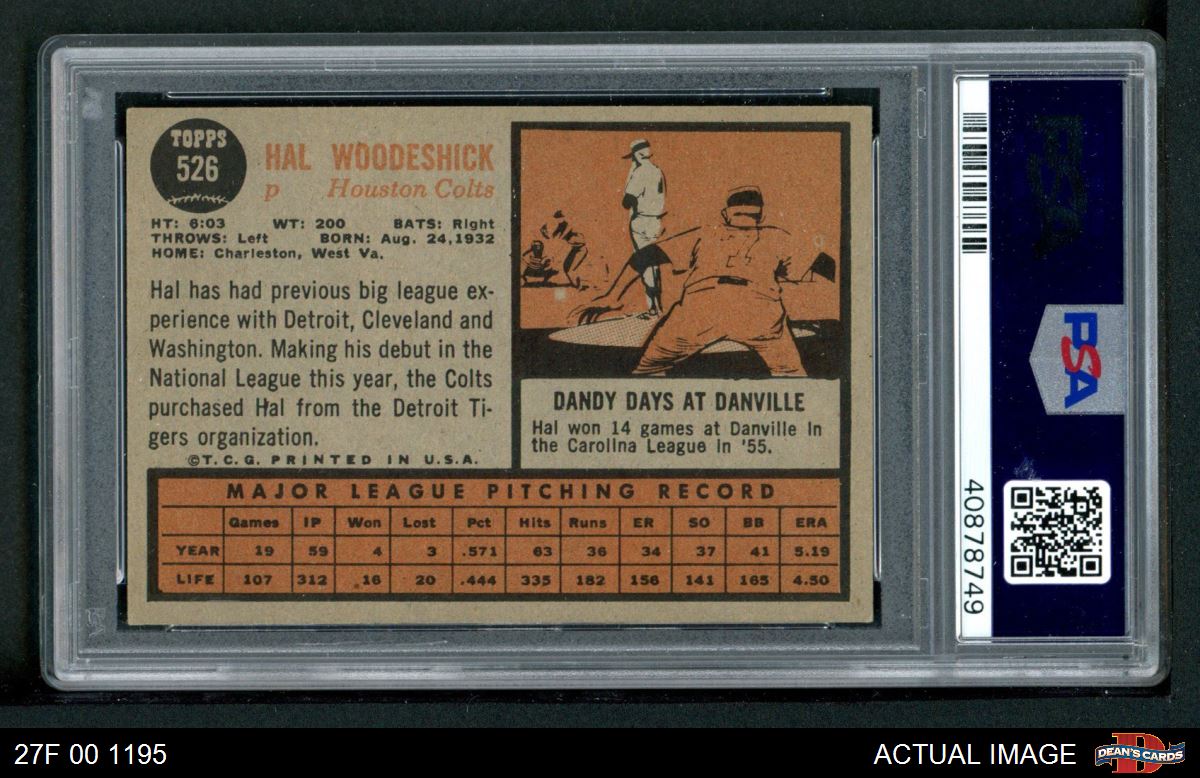 TOPPS
526
HAL WOODESHICK
p Houston Colts
HT: 6:03 WT: 200 BATS: Right
THROWS: Left BORN: Aug. 24,1932
HOME: Charleston, West Va.
Hal has had previous big league ex-
perience with Detroit, Cleveland and
Washington. Making his debut in the
National League this year, the Colts
purchased Hal from the Detroit Ti-
gers organization.
©T.C.G. PRINTED IN U.S.A.
DANDY DAYS AT DANVILLE
Hal won 14 games at Danville in
the Carolina League in '55.
MAJOR LEAGUE PITCHING RECORD
Games IP Won Lost Pct Hits Runs ER SO BB ERA
YEAR 19 59 4 3 .571 63 36 34 37 41 5.19
LIFE 107 312 16 20 .444 335 182 156 141 165 4.50
PSA
40878749
27F 00 1195
ACTUAL IMAGE
DEAN'S CARDS